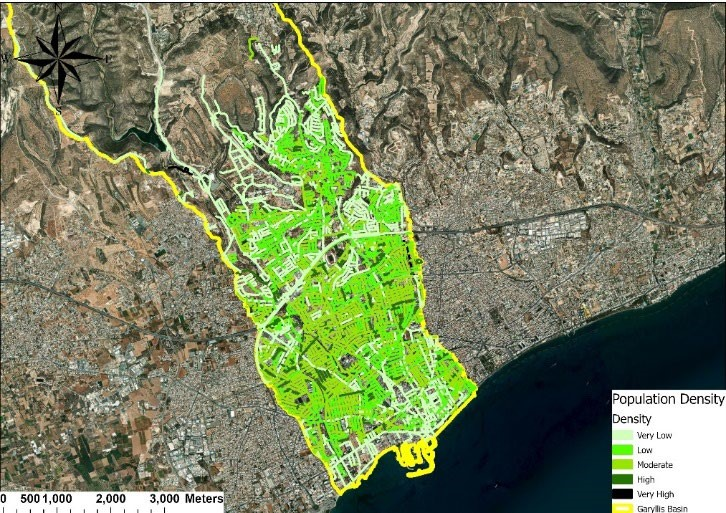 W
E
S
0 500 1,000 2,000 3,000 Meters
Population Density
Density
Very Low
Low
Moderate
High
Very High
Garyllis Basin